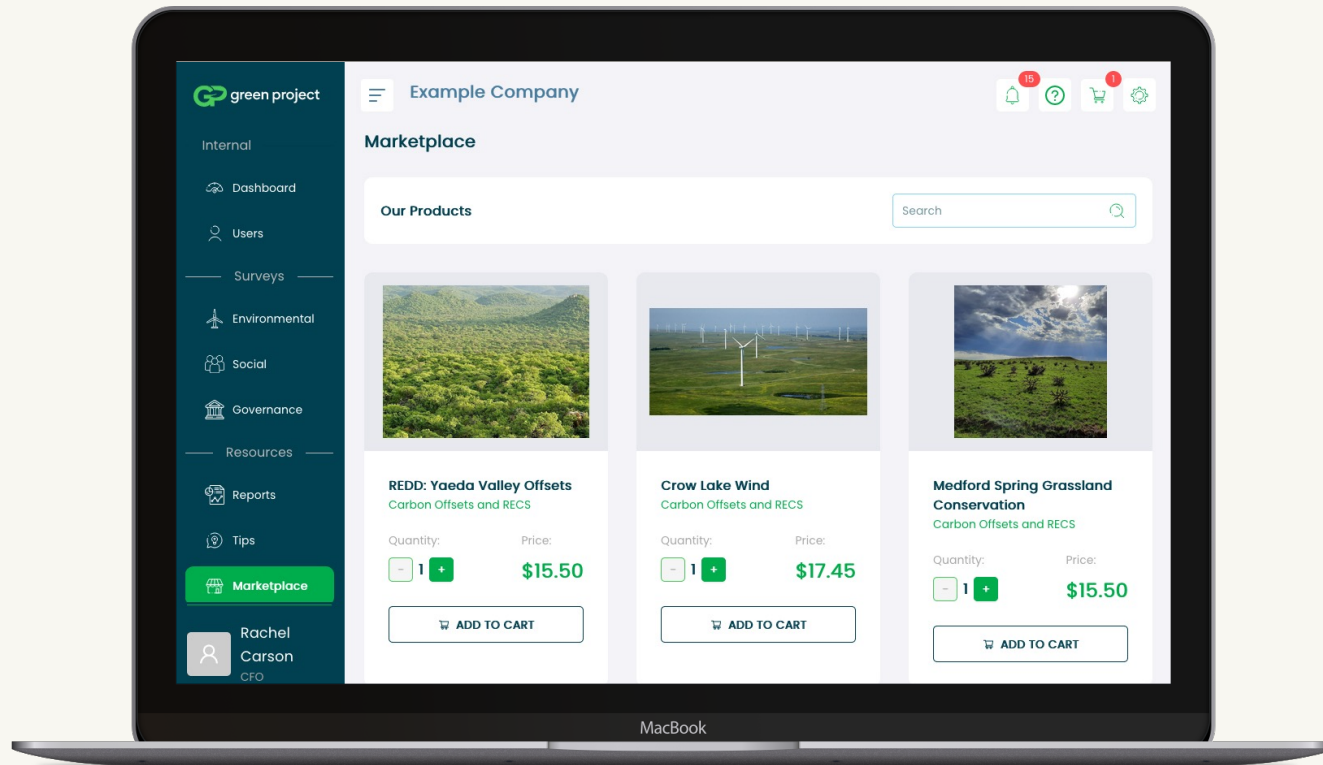 green project
Internal
Dashboard
Users
Surveys
Environmental
Social
Governance
Resources
Reports
Tips
Marketplace
Rachel
Carson
CFO
Example Company
15
1
Marketplace
Our Products
Search
REDD: Yaeda Valley Offsets
Carbon Offsets and RECS
Quantity: Price:
- 1 + $15.50
ADD TO CART
Crow Lake Wind
Carbon Offsets and RECS
Quantity: Price:
- 1 + $17.45
ADD TO CART
Medford Spring Grassland
Conservation
Carbon Offsets and RECS
Quantity: Price:
- 1 + $15.50
ADD TO CART
MacBook